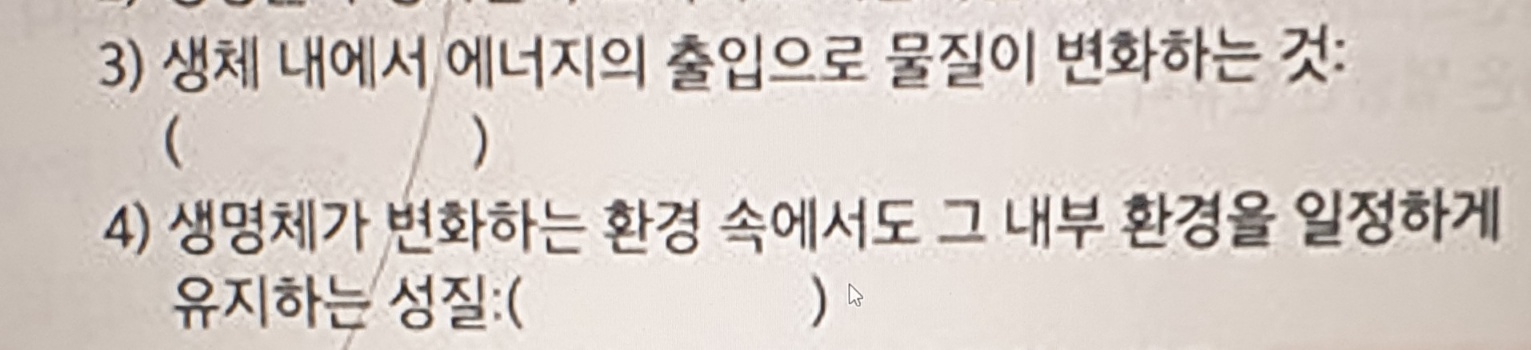 3) 생체 내에서 에너지의 출입으로 물질이 변화하는 것:
( )
4) 생명체가 변화하는 환경 속에서도 그 내부 환경을 일정하게
유지하는 성질:( )